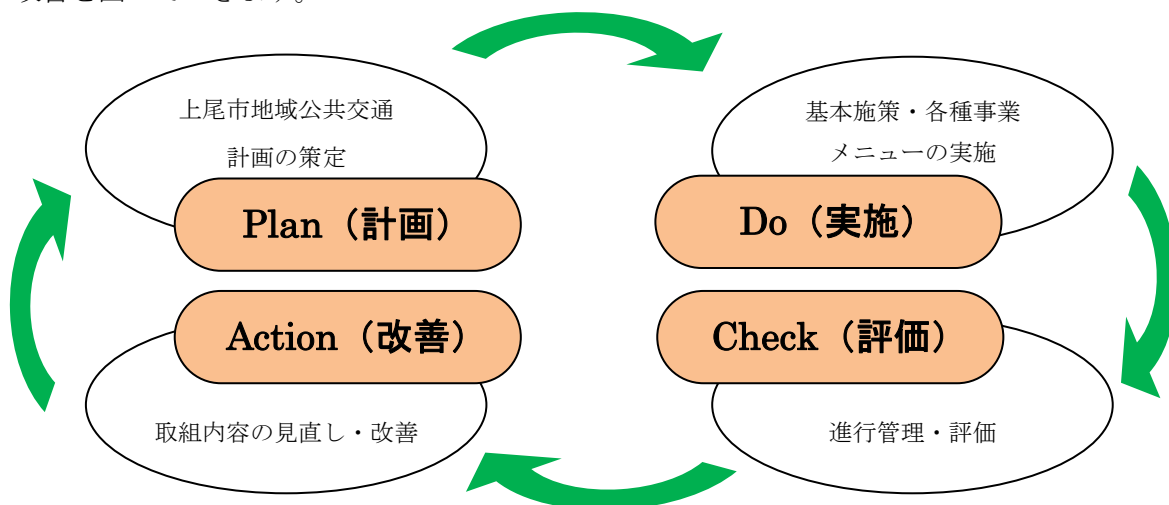 上尾市地域公共交通
計画の策定
Plan（計画）
基本施策・各種事業
メニューの実施
Do（実施）
Action（改善）
取組内容の見直し・改善
Check（評価）
進行管理・評価